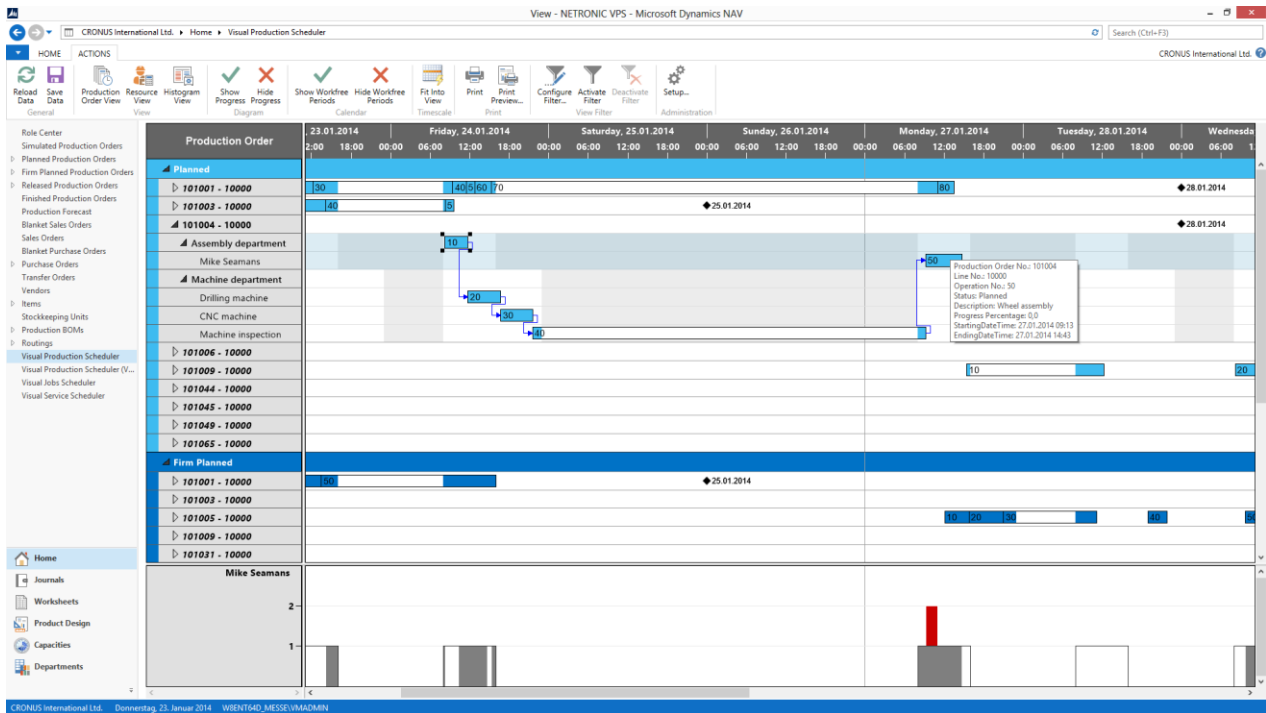 View - NETRONIC VPS - Microsoft Dynamics NAV
CRONUS International Ltd. Home Visual Production Scheduler
Search (Ctrl+F3)
HOME ACTIONS
CRONUS International Ltd.
Reload Data
Save Data
Production Order View
Resource View
Histogram View
Show Progress
Hide Progress
Show Workfree Periods
Hide Workfree Periods
Fit Into View
Print
Print Preview...
Configure Filter...
Activate Filter
Deactivate Filter
Setup...
General View Diagram Calendar Timescale Print View Filter Administration
Role Center
Simulated Production Orders
Planned Production Orders
Firm Planned Production Orders
Released Production Orders
Finished Production Orders
Production Forecast
Blanket Sales Orders
Sales Orders
Blanket Purchase Orders
Purchase Orders
Transfer Orders
Vendors
Items
Stockkeeping Units
Production BOMs
Routings
Visual Production Scheduler
Visual Production Scheduler (V...
Visual Jobs Scheduler
Visual Service Scheduler
Home
Journals
Worksheets
Product Design
Capacities
Departments
Production Order
, 23.01.2014 Friday, 24.01.2014 Saturday, 25.01.2014 Sunday, 26.01.2014 Monday, 27.01.2014 Tuesday, 28.01.2014 Wednesda
2:00 18:00 00:00 06:00 12:00 18:00 00:00 06:00 12:00 18:00 00:00 06:00 12:00 18:00 00:00 06:00 12:00 18:00 00:00 06:00 12:00 18:00 00:00 06:00 1
Planned
101001 - 10000 30 40 5 60 70 80 28.01.2014
101003 - 10000 40 5 25.01.2014
101004 - 10000 28.01.2014
Assembly department 10
Mike Seamans 50
Machine department
Drilling machine 20
CNC machine 30
Machine inspection 40
Production Order No.: 101004
Line No.: 10000
Operation No.: 50
Status: Planned
Description: Wheel assembly
Progress Percentage: 0,0
StartingDateTime: 27.01.2014 09:13
EndingDateTime: 27.01.2014 14:43
101006 - 10000
101009 - 10000 10 20
101044 - 10000
101045 - 10000
101049 - 10000
101065 - 10000
Firm Planned
101001 - 10000 50 25.01.2014
101003 - 10000
101005 - 10000 10 20 30 40 50
101009 - 10000
101031 - 10000
Mike Seamans
2
1
CRONUS International Ltd. Donnerstag, 23. Januar 2014 W8ENT64D_MESSE\VMADMIN